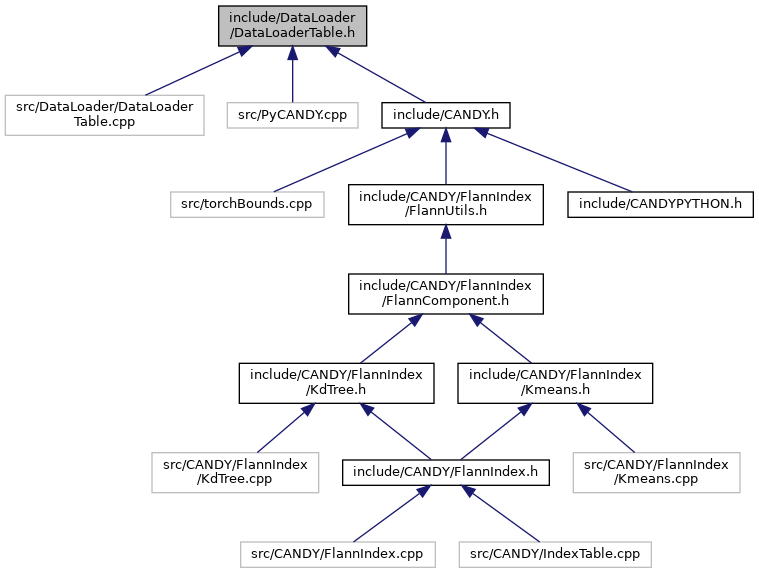 include/DataLoader
/DataLoaderTable.h
src/DataLoader/DataLoader
Table.cpp
src/PyCANDY.cpp
include/CANDY.h
src/torchBounds.cpp
include/CANDY/FlannIndex
/FlannUtils.h
include/CANDYPYTHON.h
include/CANDY/FlannIndex
/FlannComponent.h
include/CANDY/FlannIndex
/KdTree.h
include/CANDY/FlannIndex
/Kmeans.h
src/CANDY/FlannIndex
/KdTree.cpp
include/CANDY/FlannIndex.h
src/CANDY/FlannIndex
/Kmeans.cpp
src/CANDY/FlannIndex.cpp
src/CANDY/IndexTable.cpp